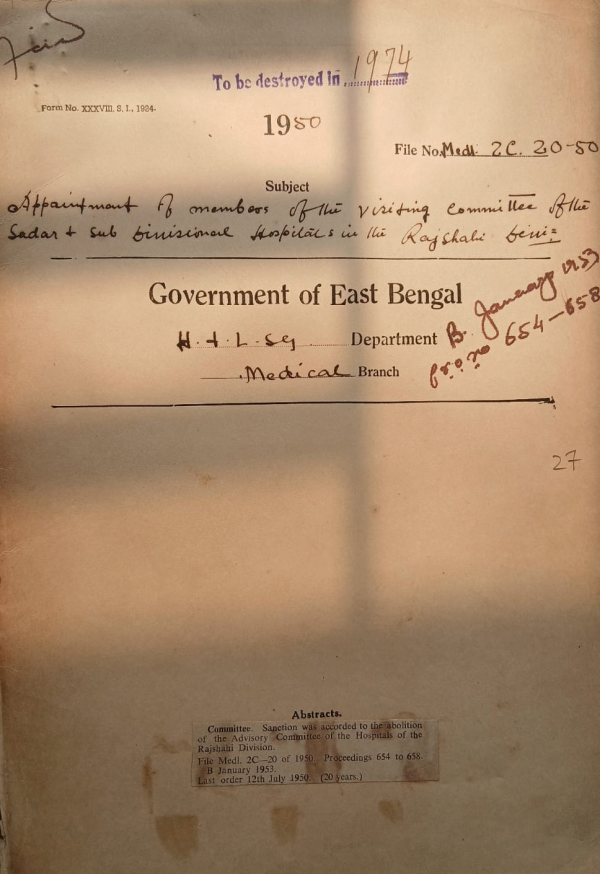 To be destroyed in 1974
Form No. XXXVIII. S. I., 1924.
1950
File No. Medl. 2C. 20-50
Subject
Appointment of members of the visiting Committee of the
Sadar & Sub Divisional Hospitals in the Rajshahi Divi=
Government of East Bengal
H. & L. SG Department
Medical Branch
B. January 1953
654-658
27
Abstracts.
Committee. Sanction was accorded to the abolition
of the Advisory Committee of the Hospitals of the
Rajshahi Division.
File Medl. 2C—20 of 1950. Proceedings 654 to 658
B January 1953.
Last order 12th July 1950. (20 years.)